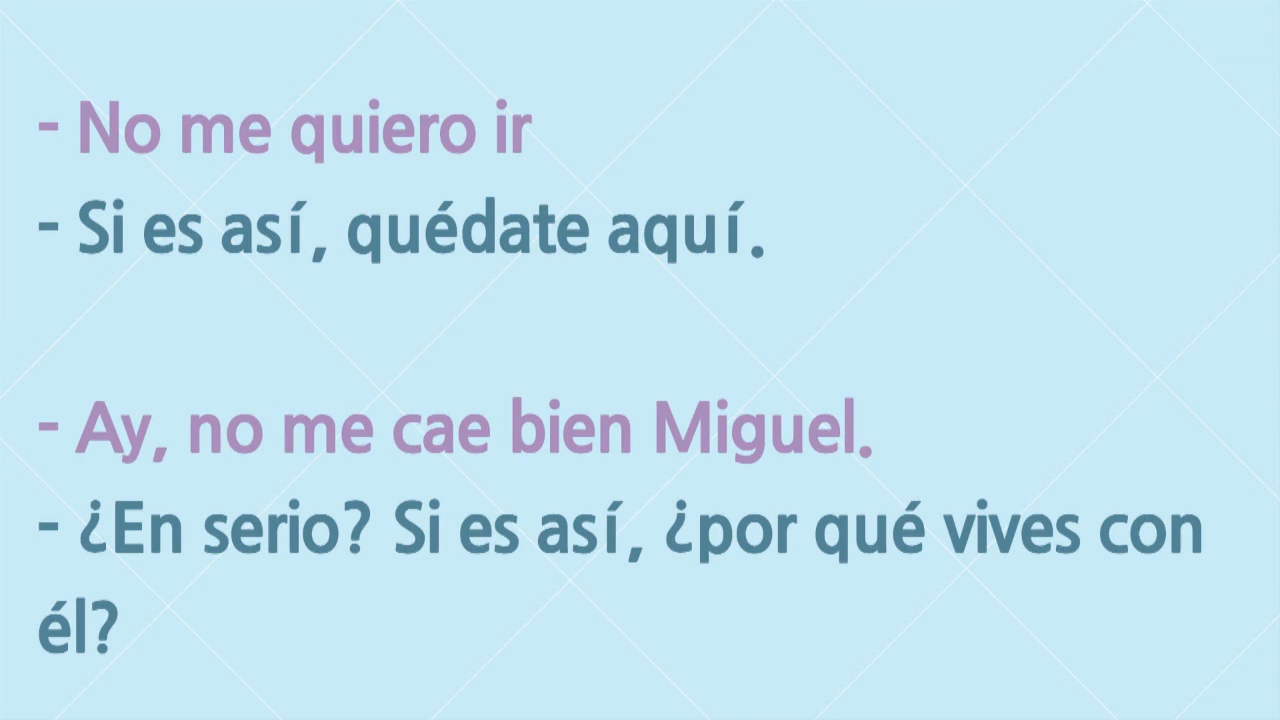 - No me quiero ir
- Si es así, quédate aquí.
- Ay, no me cae bien Miguel.
- ¿En serio? Si es así, ¿por qué vives con
él?